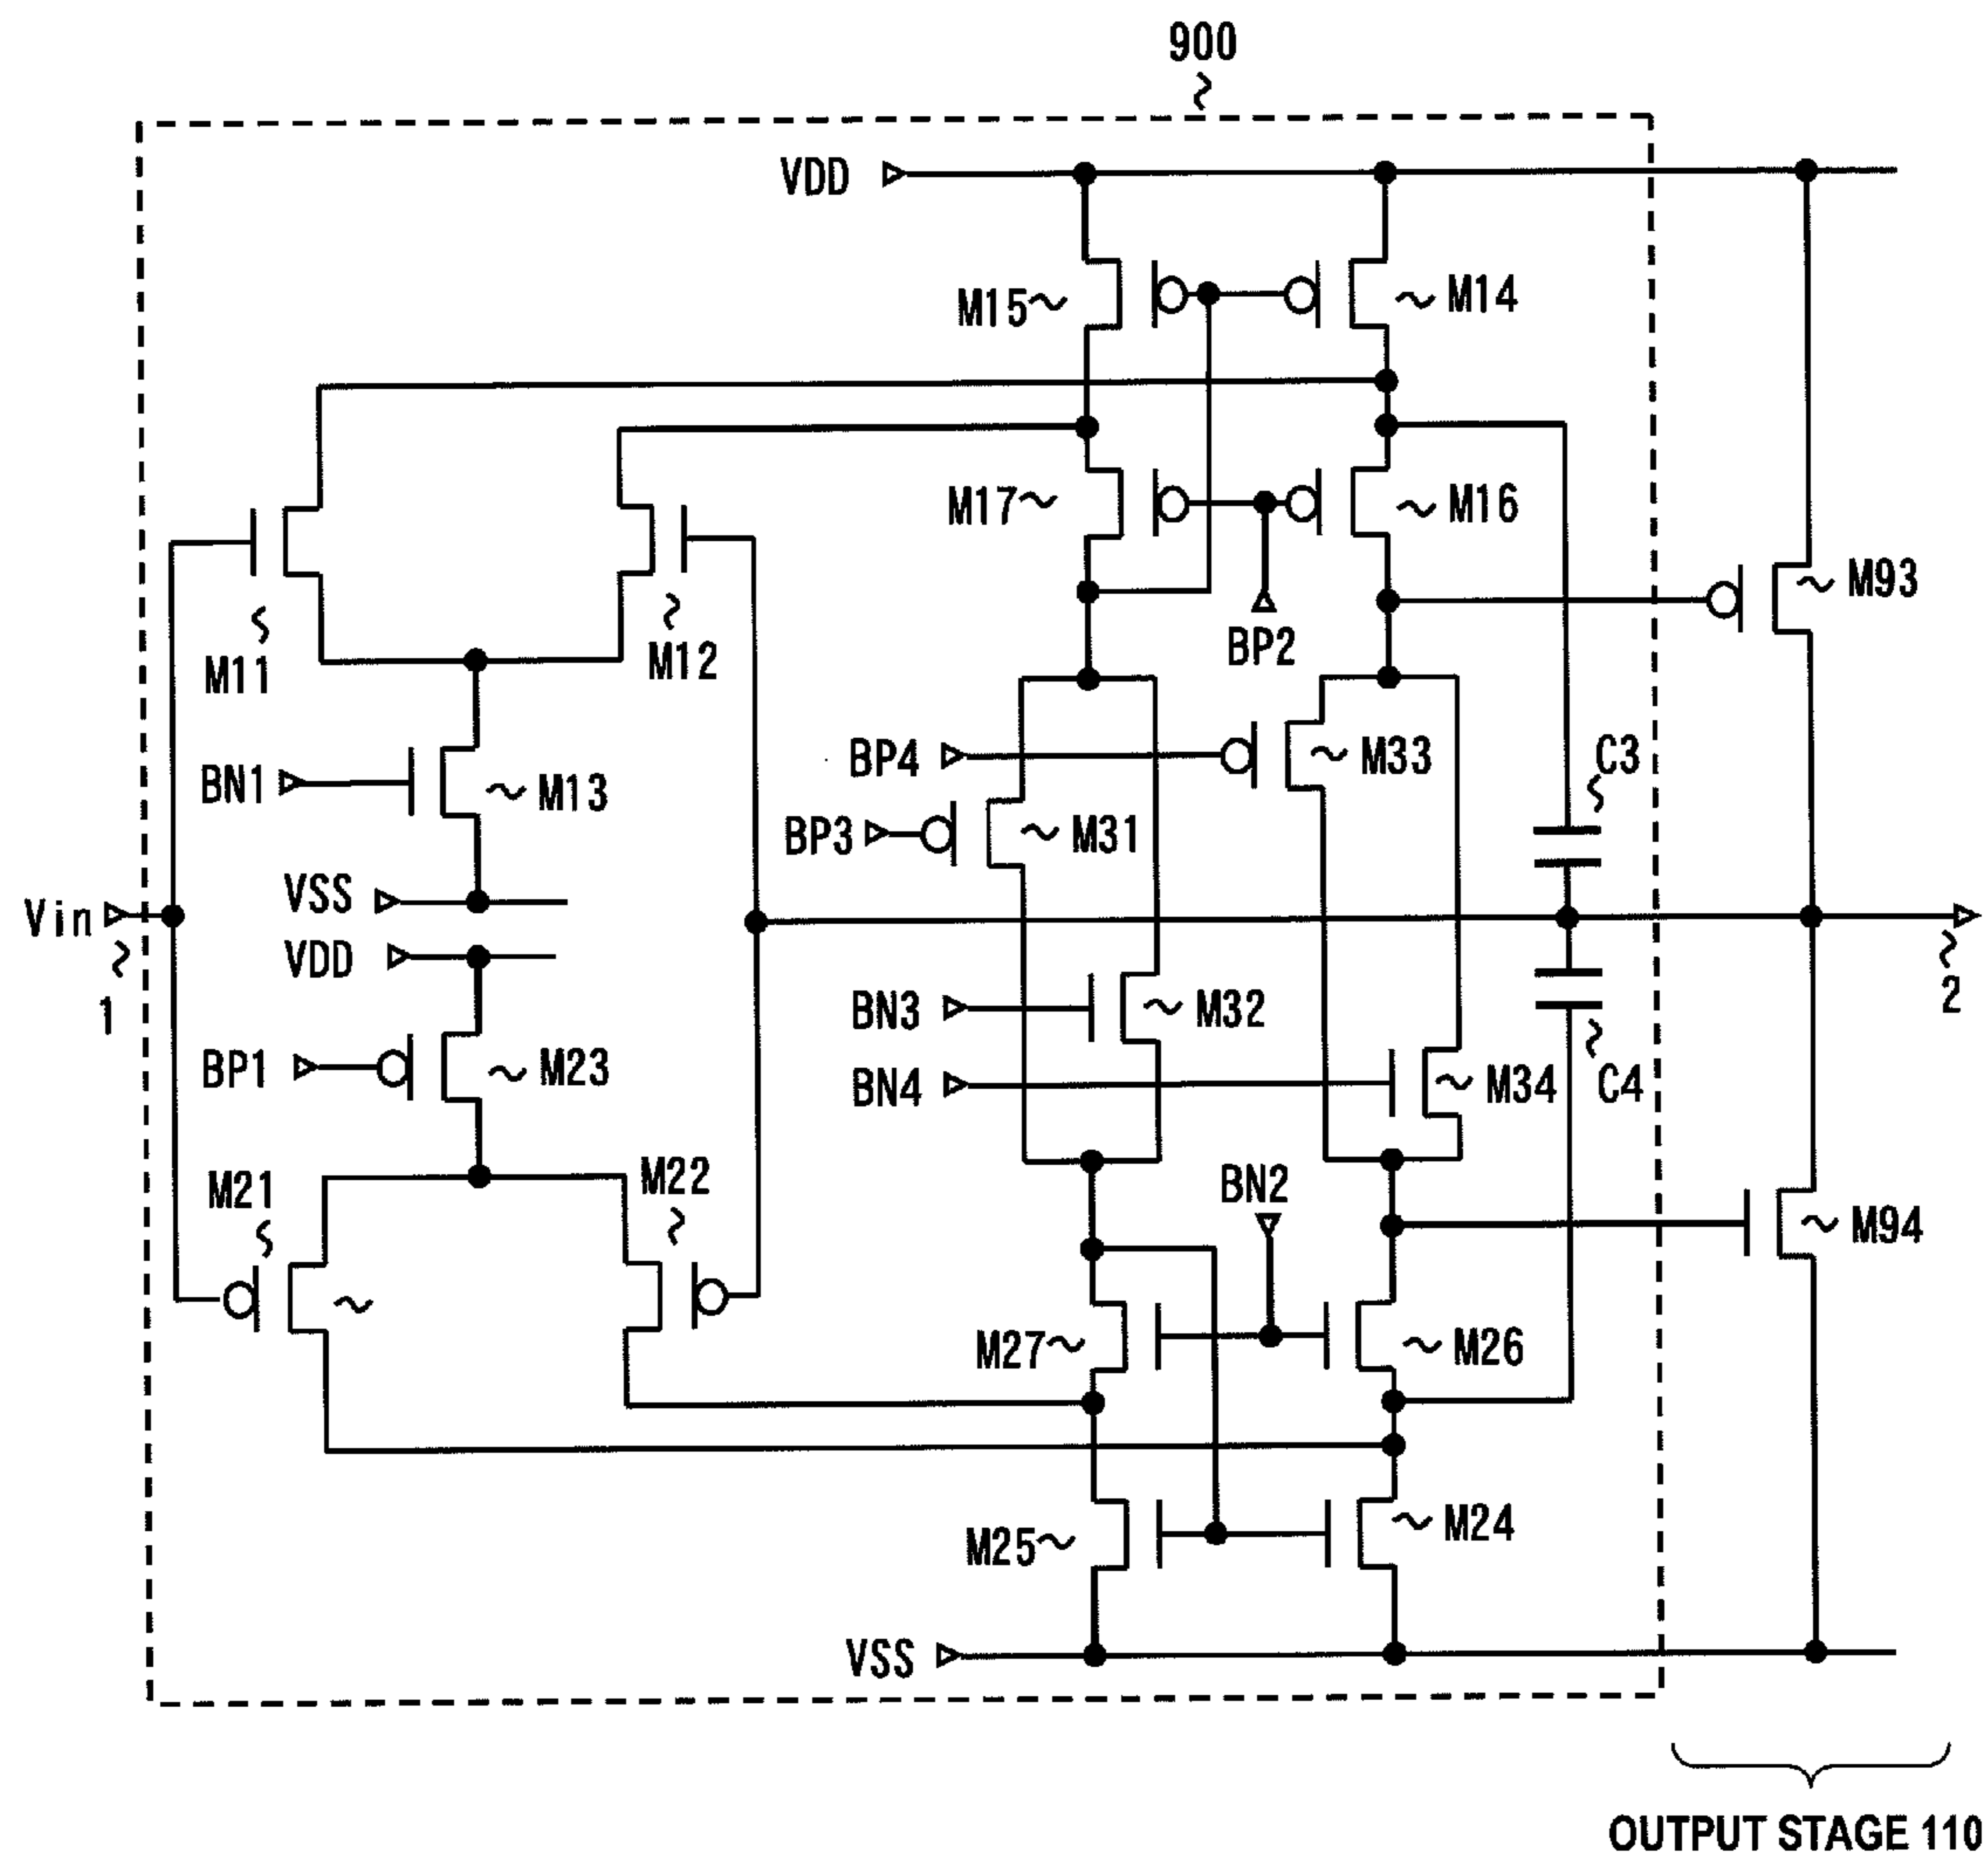 900
VDD
M15
M14
M17
M16
M93
BP2
M11
M12
BP4
M33
C3
BN1
M13
BP3
M31
VSS
Vin
VDD
1
2
BN3
M32
BP1
M23
BN4
M34
C4
M21
M22
BN2
M94
M27
M26
M25
M24
VSS
OUTPUT STAGE 110